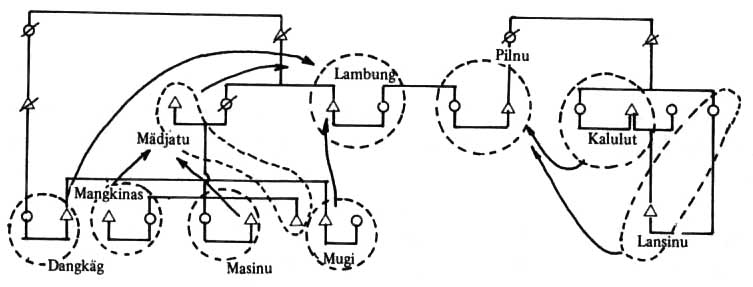 Pilnu
Lambung
Mädjatu
Kalulut
Mangkinas
Lansinu
Dangkäg
Masinu
Mugi